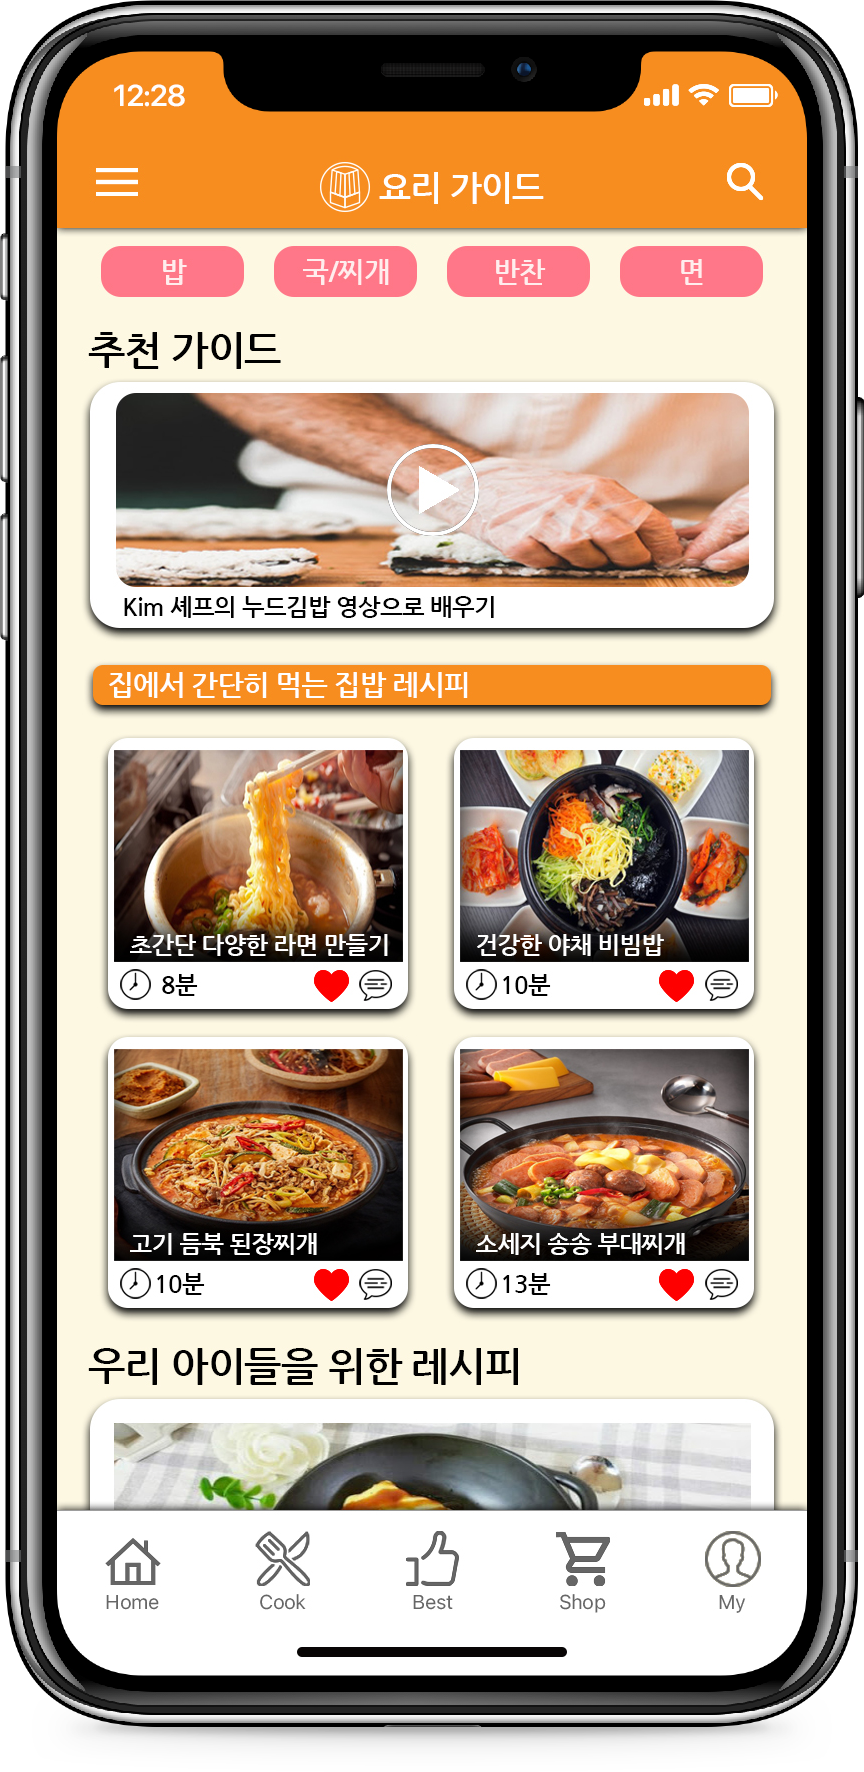 12:28
요리 가이드
밥 국/찌개 반찬 면
추천 가이드
Kim 셰프의 누드김밥 영상으로 배우기
집에서 간단히 먹는 집밥 레시피
초간단 다양한 라면 만들기
8분
건강한 야채 비빔밥
10분
고기 듬북 된장찌개
10분
소세지 송송 부대찌개
13분
우리 아이들을 위한 레시피
Home Cook Best Shop My